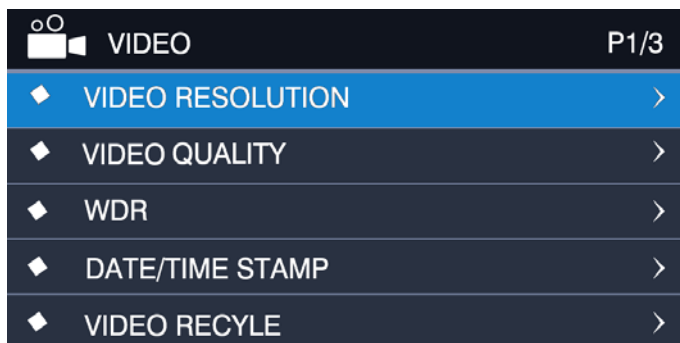 VIDEO P1/3
VIDEO RESOLUTION
VIDEO QUALITY
WDR
DATE/TIME STAMP
VIDEO RECYLE